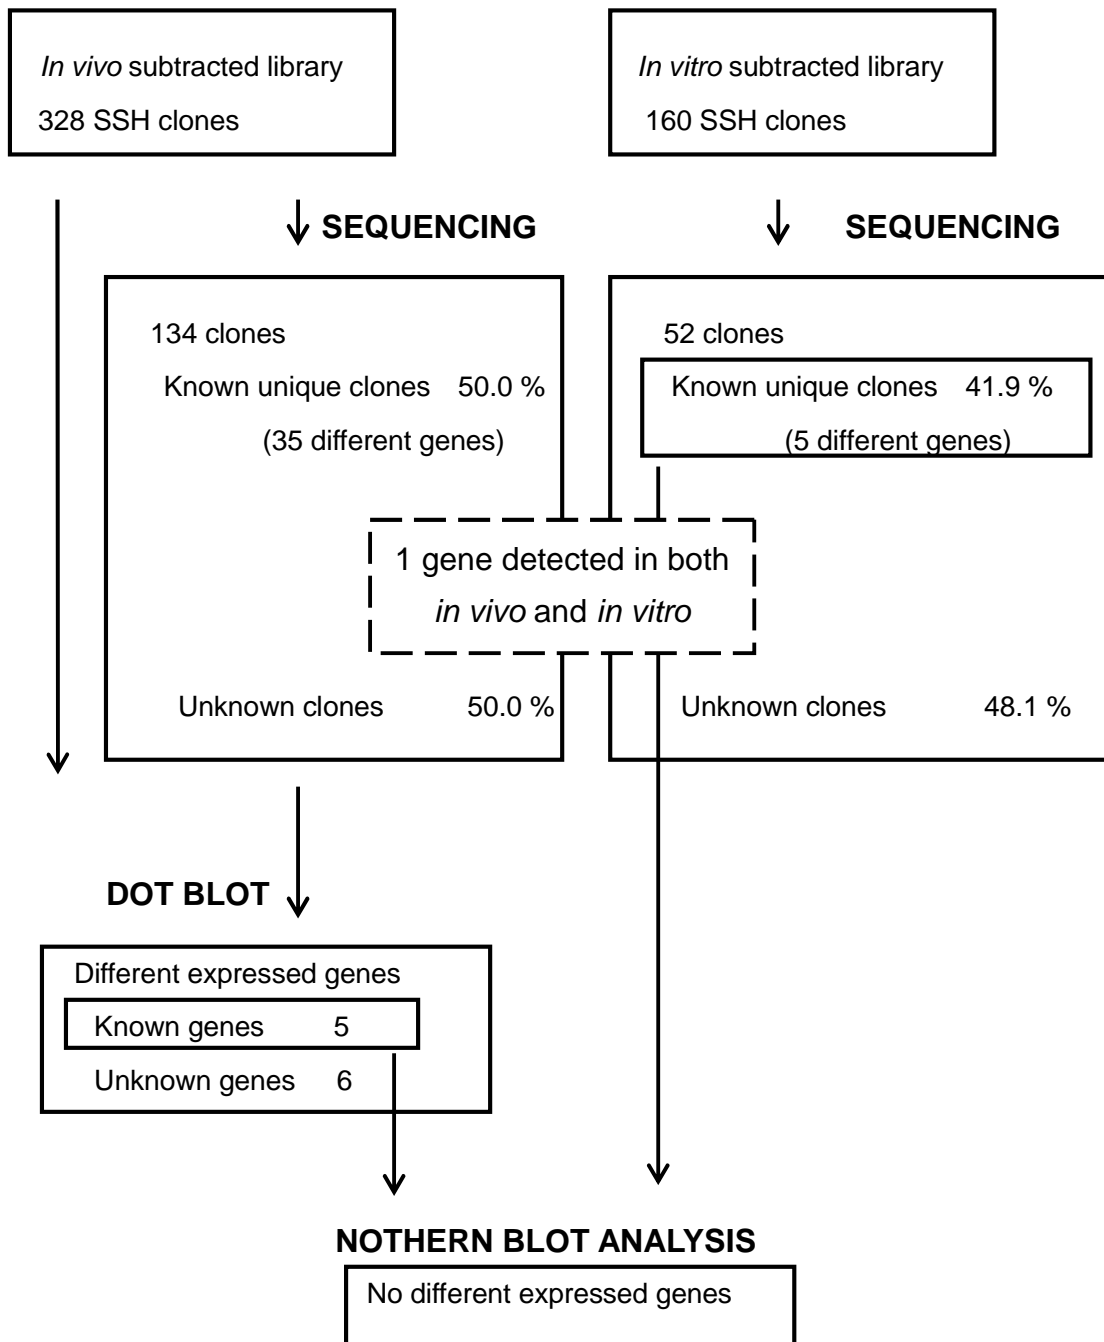 In vivo subtracted library
328 SSH clones
In vitro subtracted library
160 SSH clones
SEQUENCING
SEQUENCING
134 clones
Known unique clones 50.0 %
(35 different genes)
52 clones
Known unique clones 41.9 %
(5 different genes)
1 gene detected in both
in vivo and in vitro
Unknown clones 50.0 %
Unknown clones 48.1 %
DOT BLOT
Different expressed genes
Known genes 5
Unknown genes 6
NOTHERN BLOT ANALYSIS
No different expressed genes